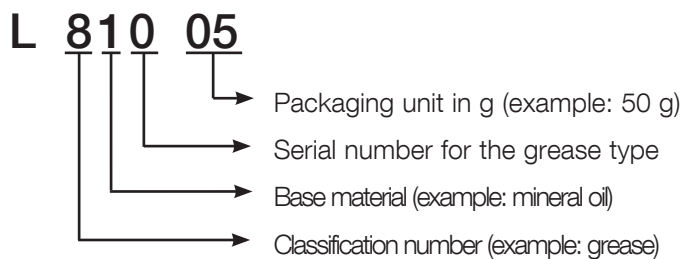 L 810 05
Packaging unit in g (example: 50 g)
Serial number for the grease type
Base material (example: mineral oil)
Classification number (example: grease)